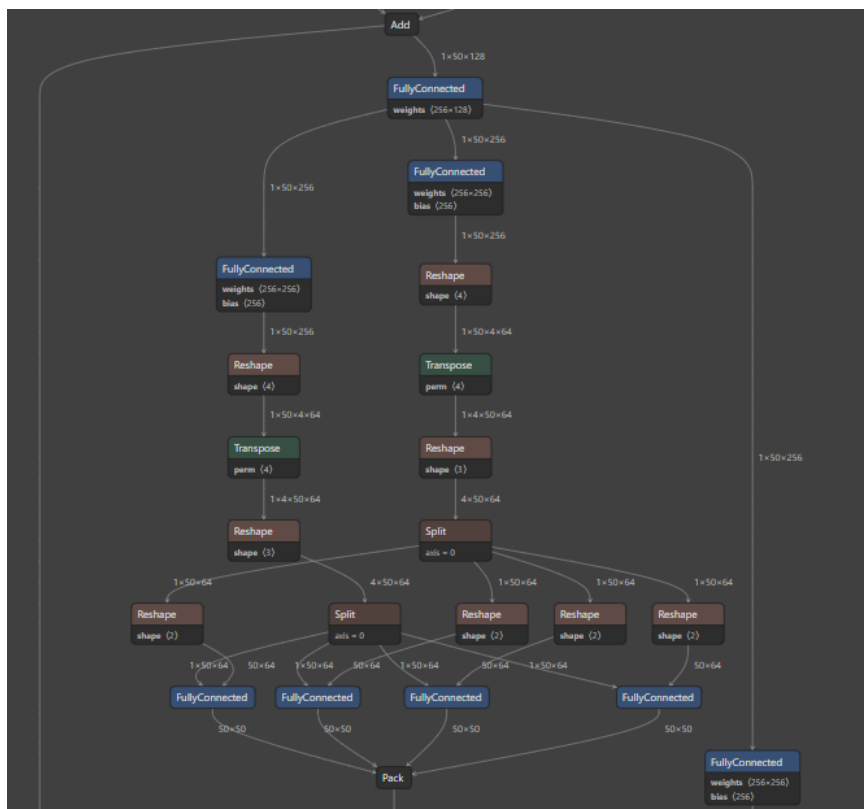 Add
1×50×128
FullyConnected
weights ⟨256×128⟩
1×50×256
1×50×256
FullyConnected
weights ⟨256×256⟩
bias ⟨256⟩
1×50×256
FullyConnected
weights ⟨256×256⟩
bias ⟨256⟩
Reshape
shape ⟨4⟩
1×50×256
1×50×4×64
Reshape
shape ⟨4⟩
Transpose
perm ⟨4⟩
1×50×4×64
1×4×50×64
Transpose
perm ⟨4⟩
Reshape
shape ⟨3⟩
1×50×256
1×4×50×64
4×50×64
Reshape
shape ⟨3⟩
Split
axis = 0
1×50×64
4×50×64
1×50×64
1×50×64
1×50×64
Reshape
shape ⟨2⟩
Split
axis = 0
Reshape
shape ⟨2⟩
Reshape
shape ⟨2⟩
Reshape
shape ⟨2⟩
1×50×64
50×64
1×50×64
50×64
1×50×64
50×64
1×50×64
50×64
FullyConnected
FullyConnected
FullyConnected
FullyConnected
50×50
50×50
50×50
50×50
Pack
FullyConnected
weights ⟨256×256⟩
bias ⟨256⟩